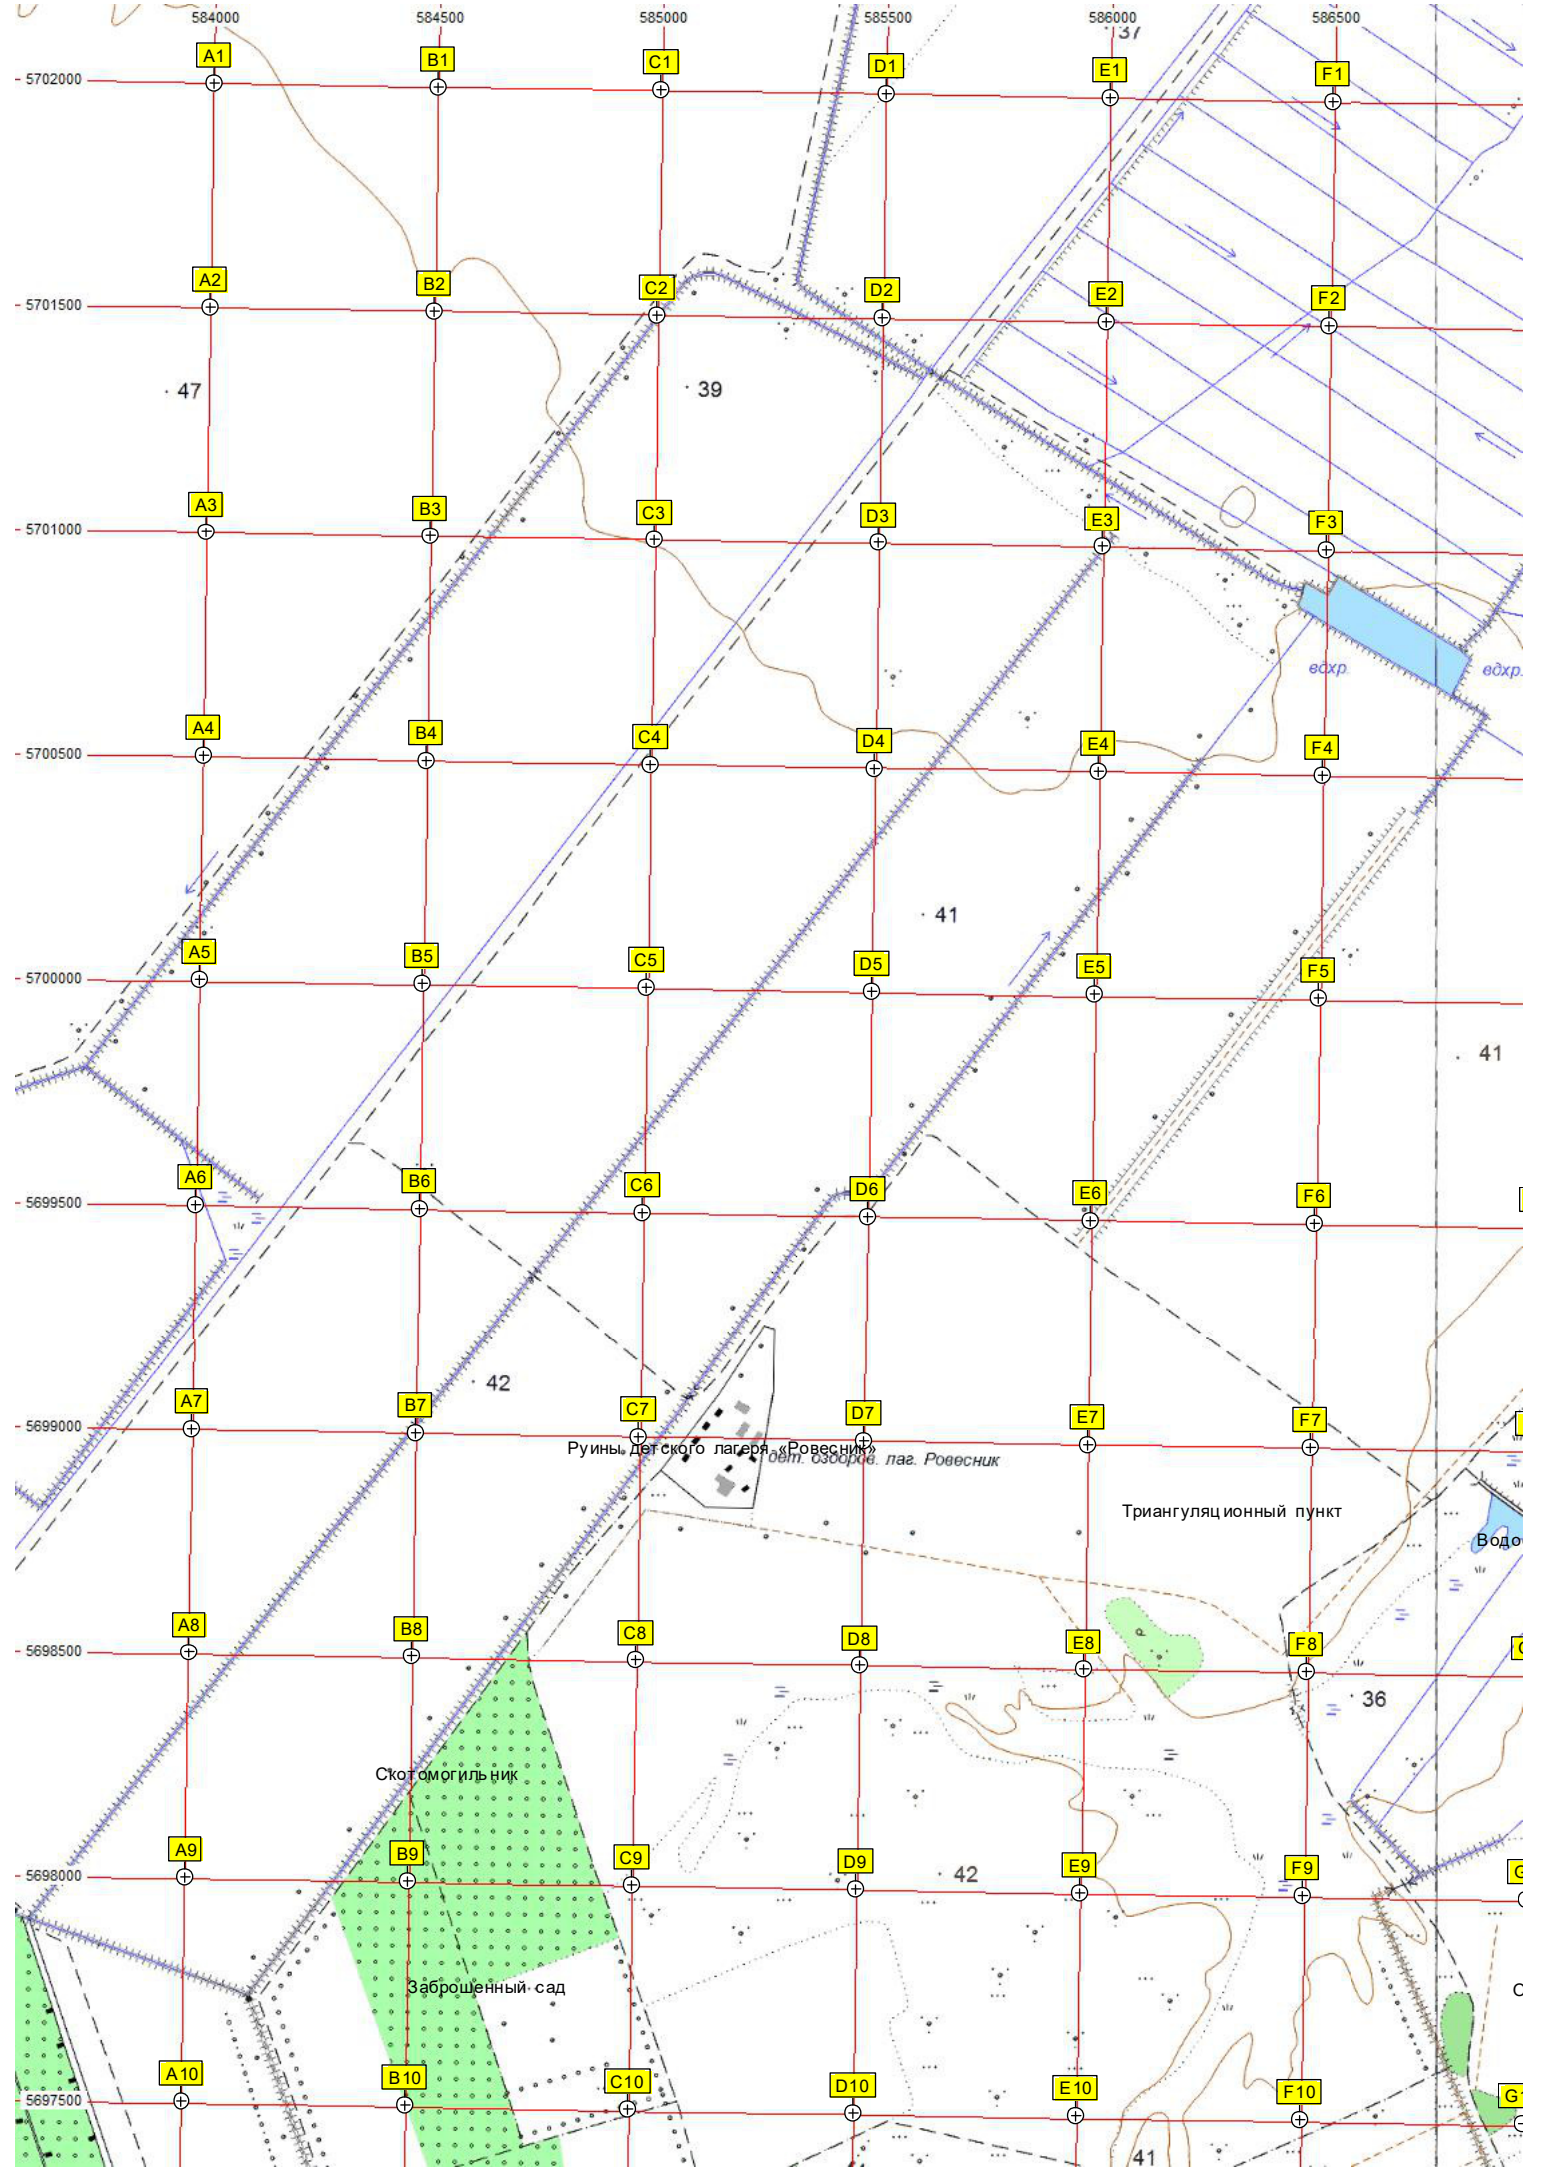 584000 584500 585000 585500 586000 586500
37
A1 B1 C1 D1 E1 F1
5702000
A2 B2 C2 D2 E2 F2
5701500
47 39
A3 B3 C3 D3 E3 F3
5701000
вдхр. вдхр.
A4 B4 C4 D4 E4 F4
5700500
41
A5 B5 C5 D5 E5 F5
5700000
41
A6 B6 C6 D6 E6 F6
5699500
42
A7 B7 C7 D7 E7 F7
5699000
Руины детского лагеря «Ровесник»
дет. оздоров. лаг. Ровесник
Триангуляционный пункт
Водо
A8 B8 C8 D8 E8 F8
5698500
36
Скотомогильник
A9 B9 C9 D9 E9 F9
5698000
42
Заброшенный сад
A10 B10 C10 D10 E10 F10
5697500
41